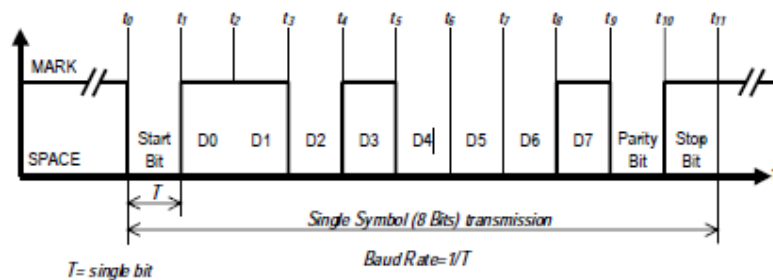 t0 t1 t2 t3 t4 t5 t6 t7 t8 t9 t10 t11
MARK
Start Bit D0 D1 D2 D3 D4 D5 D6 D7 Parity Bit Stop Bit
SPACE
T
Single Symbol (8 Bits) transmission
T= single bit
Baud Rate=1/T